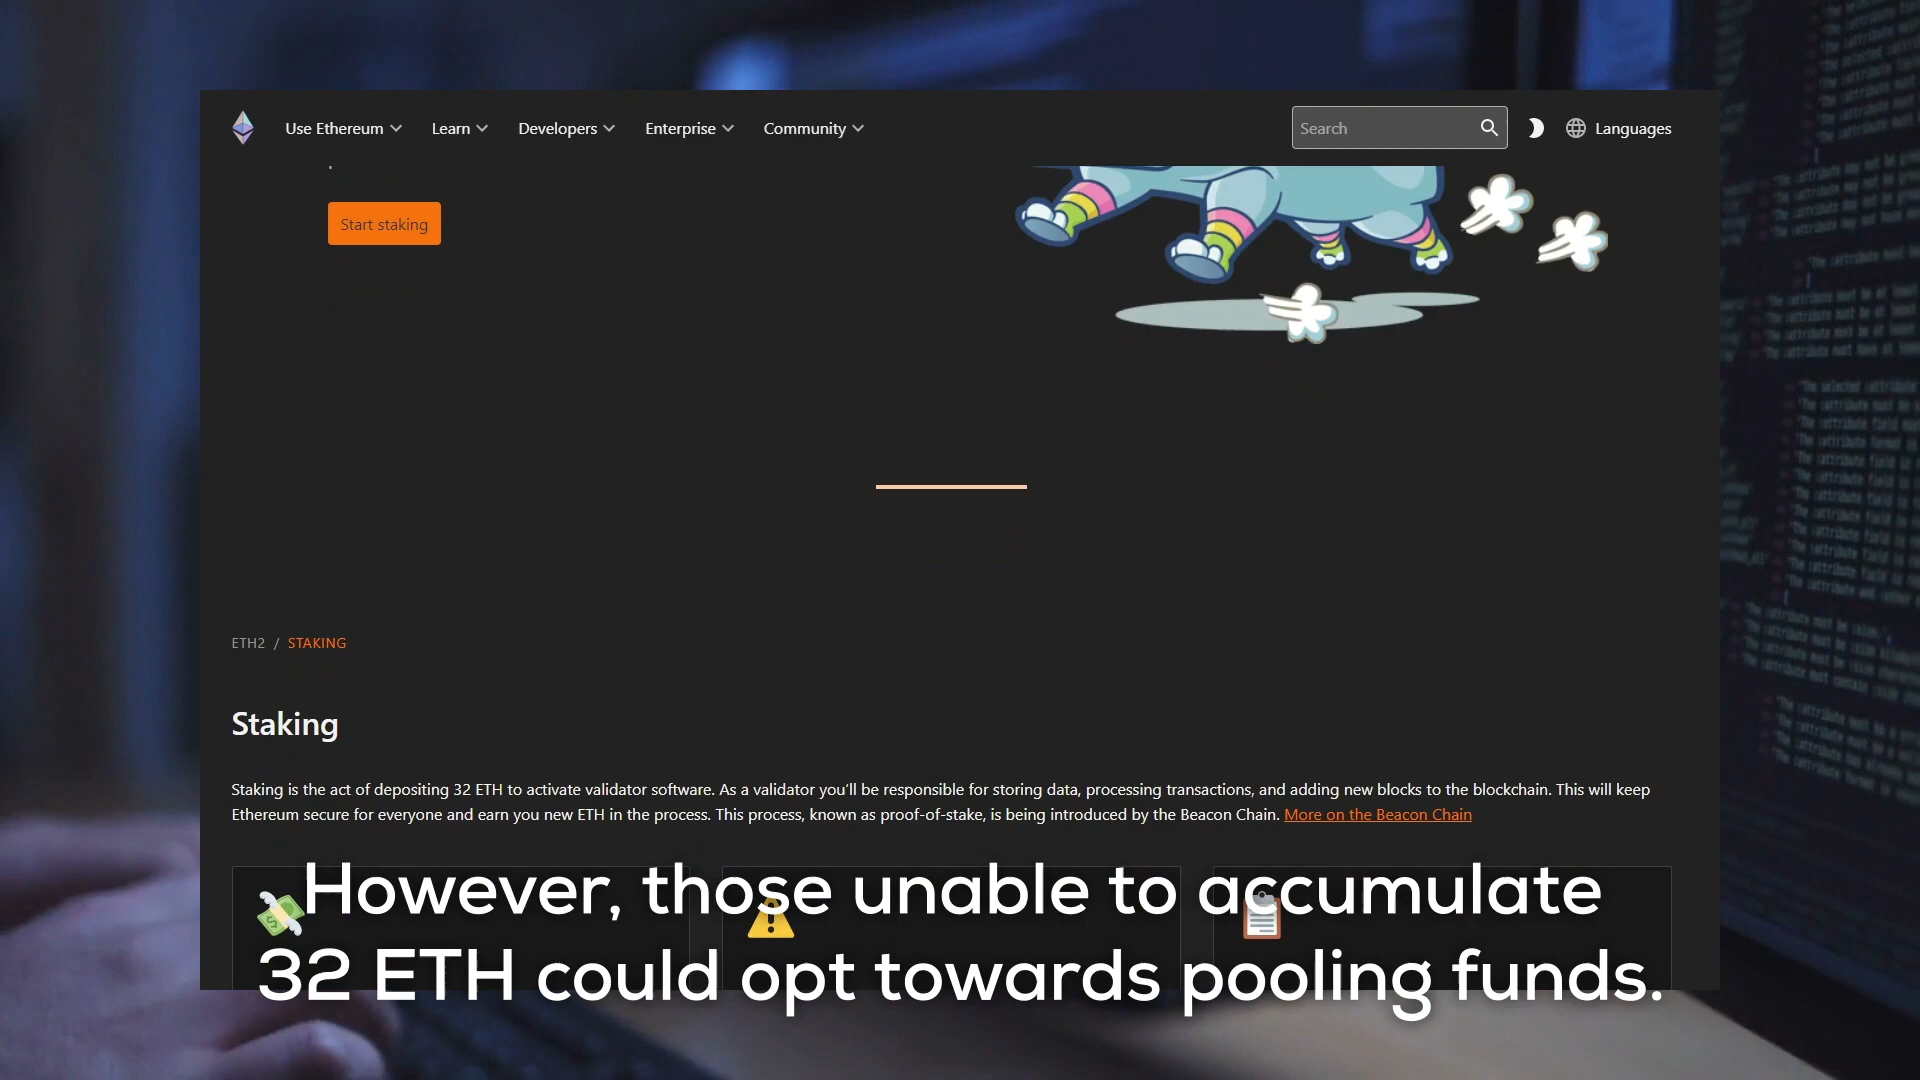 Use Ethereum
Learn
Developers
Enterprise
Community
Search
Languages
Start staking
ETH2 / STAKING
Staking
Staking is the act of depositing 32 ETH to activate validator software. As a validator you'll be responsible for storing data, processing transactions, and adding new blocks to the blockchain. This will keep
Ethereum secure for everyone and earn you new ETH in the process. This process, known as proof-of-stake, is being introduced by the Beacon Chain. More on the Beacon Chain
However, those unable to accumulate
32 ETH could opt towards pooling funds.